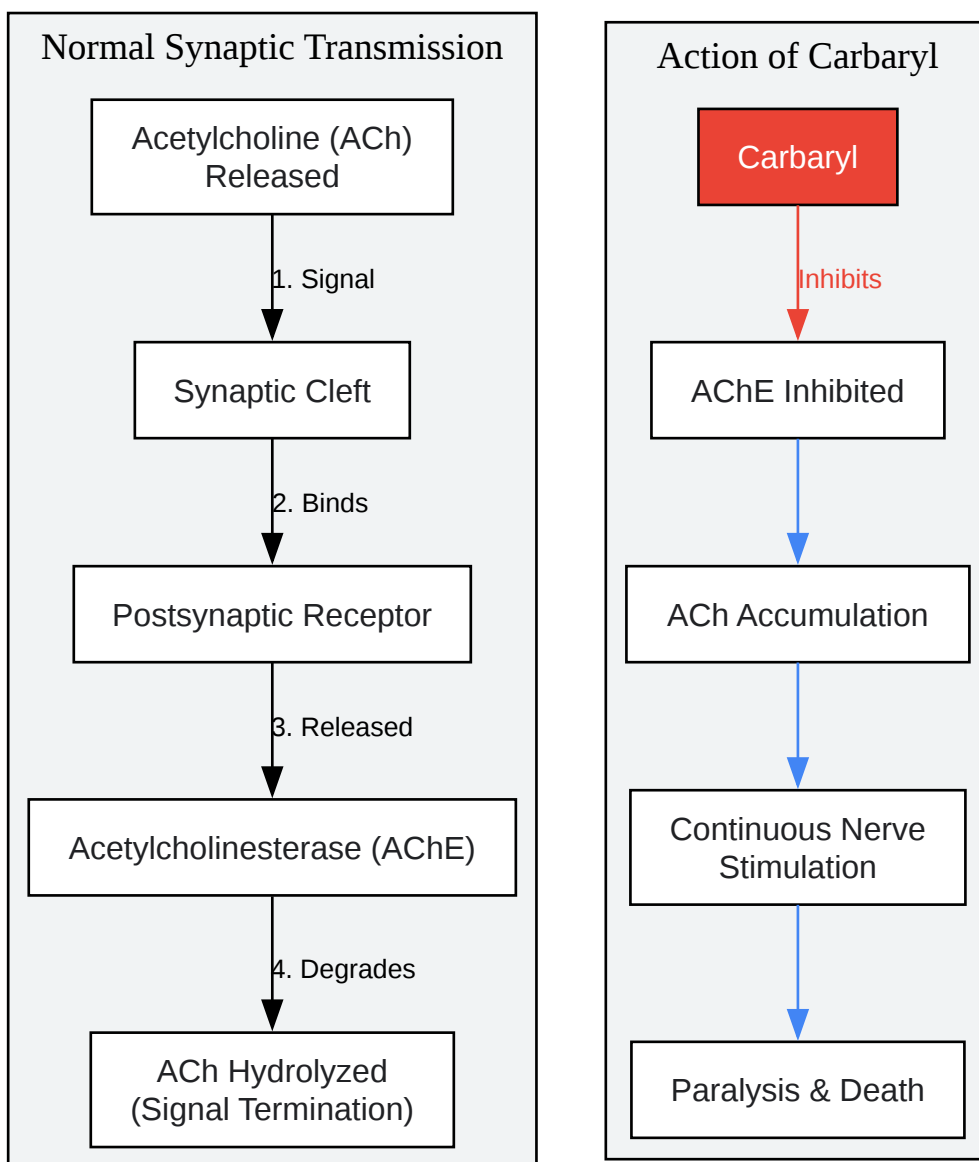 Normal Synaptic Transmission
Acetylcholine (ACh)
Released
1. Signal
Synaptic Cleft
2. Binds
Postsynaptic Receptor
3. Released
Acetylcholinesterase (AChE)
4. Degrades
ACh Hydrolyzed
(Signal Termination)
Action of Carbaryl
Carbaryl
Inhibits
AChE Inhibited
ACh Accumulation
Continuous Nerve
Stimulation
Paralysis & Death